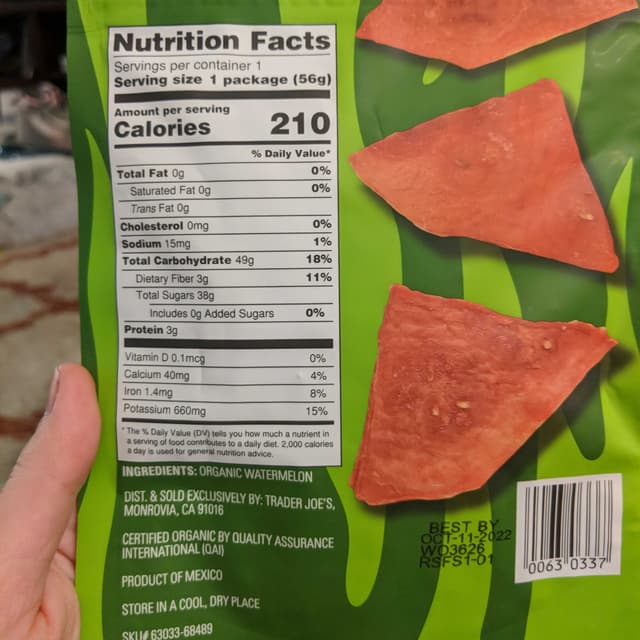 Nutrition Facts
Servings per container 1
Serving size 1 package (56g)
Amount per serving
Calories 210
% Daily Value*
Total Fat 0g 0%
Saturated Fat 0g 0%
Trans Fat 0g
Cholesterol 0mg 0%
Sodium 15mg 1%
Total Carbohydrate 49g 18%
Dietary Fiber 3g 11%
Total Sugars 38g
Includes 0g Added Sugars 0%
Protein 3g
Vitamin D 0.1mcg 0%
Calcium 40mg 4%
Iron 1.4mg 8%
Potassium 660mg 15%
* The % Daily Value (DV) tells you how much a nutrient in
a serving of food contributes to a daily diet. 2,000 calories
a day is used for general nutrition advice.
INGREDIENTS: ORGANIC WATERMELON
DIST. & SOLD EXCLUSIVELY BY: TRADER JOE'S,
MONROVIA, CA 91016
CERTIFIED ORGANIC BY QUALITY ASSURANCE
INTERNATIONAL (QAI)
PRODUCT OF MEXICO
STORE IN A COOL, DRY PLACE
SKU# 63033-68489
BEST BY
OCT-11-2022
WO3626
RSFS1-01
0063 0337